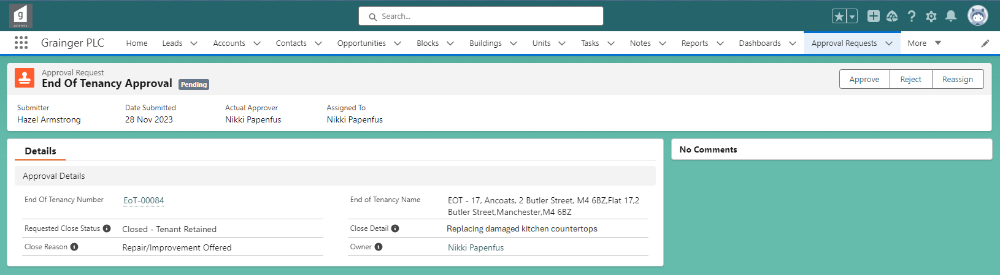 g
Search...
Grainger PLC Home Leads Accounts Contacts Opportunities Blocks Buildings Units Tasks Notes Reports Dashboards Approval Requests More
Approval Request
End Of Tenancy Approval Pending
Approve Reject Reassign
Submitter Date Submitted Actual Approver Assigned To
Hazel Armstrong 28 Nov 2023 Nikki Papenfus Nikki Papenfus
Details
No Comments
Approval Details
End Of Tenancy Number EoT-00084 End of Tenancy Name EOT - 17, Ancoats, 2 Butler Street, M4 6BZ,Flat 17,2
Butler Street,Manchester,M4 6BZ
Requested Close Status Closed - Tenant Retained Close Detail Replacing damaged kitchen countertops
Close Reason Repair/Improvement Offered Owner Nikki Papenfus